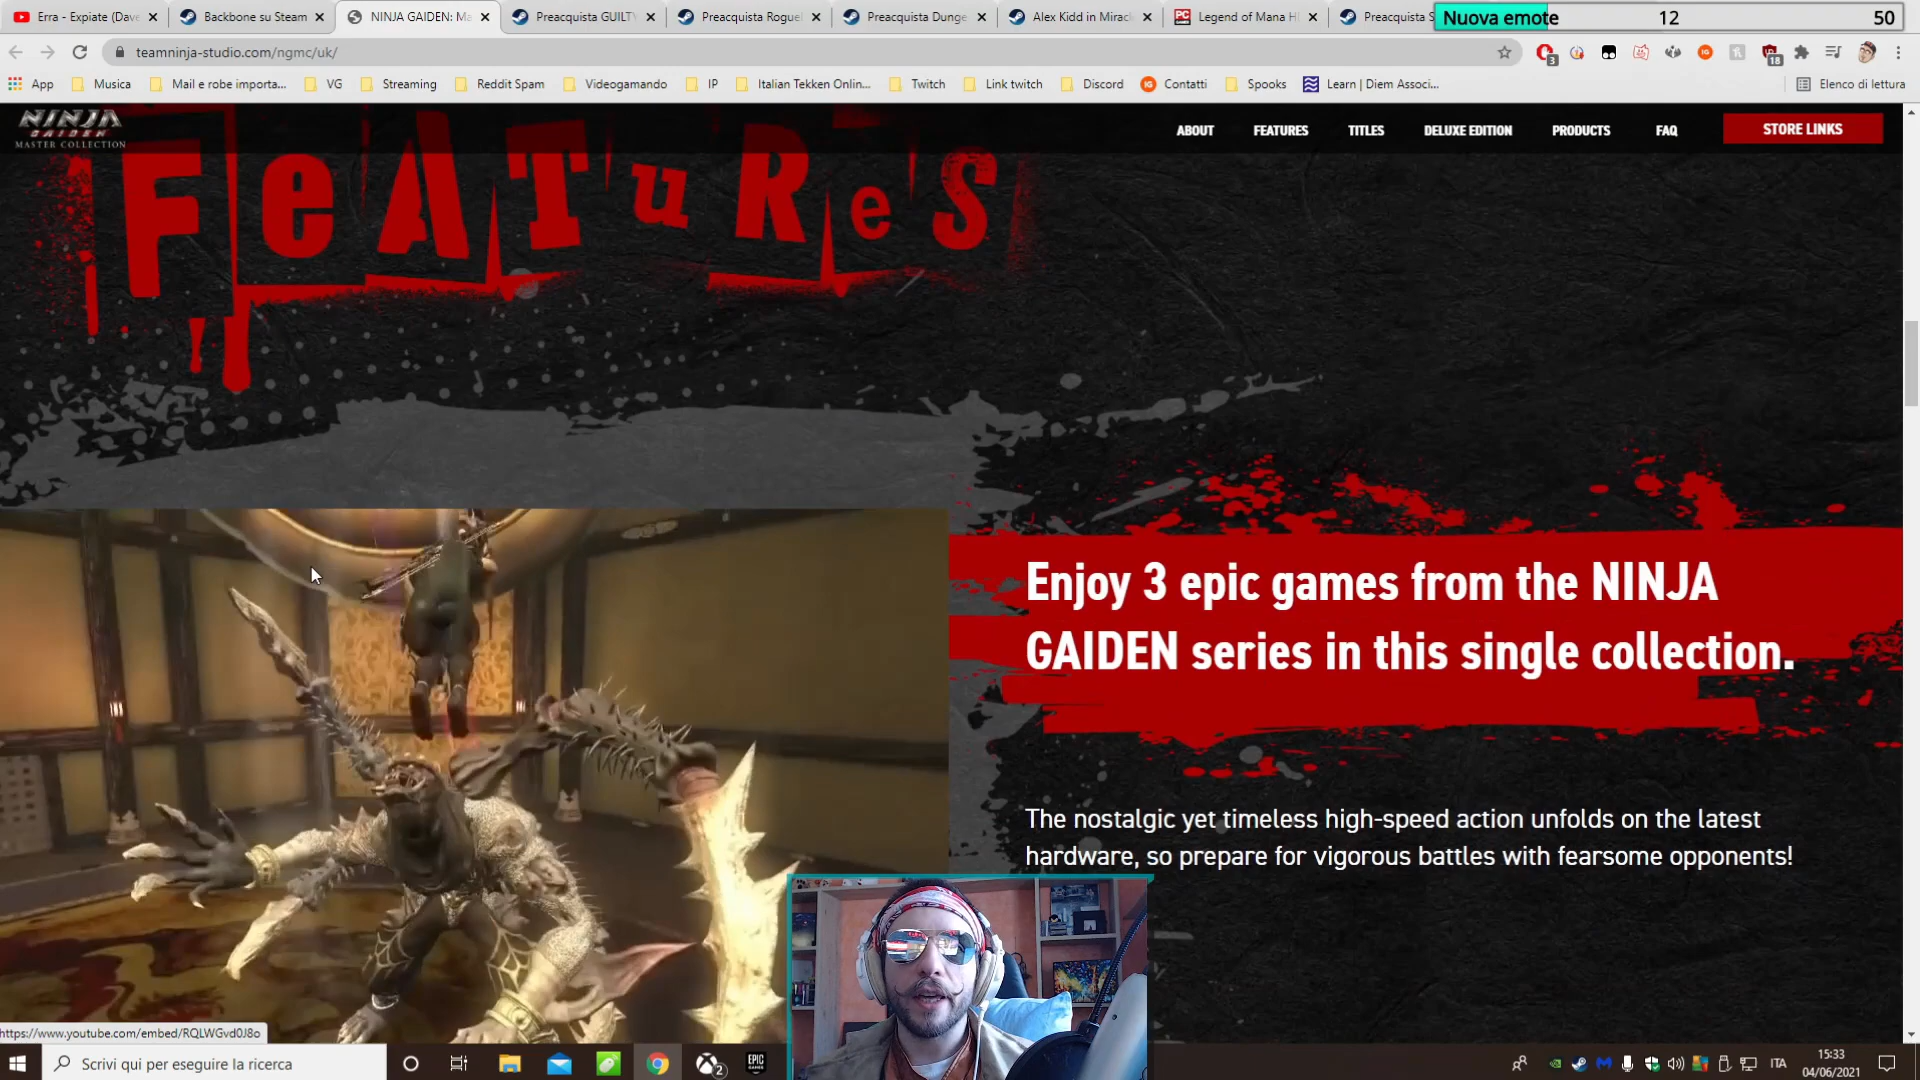 Erra - Expiate (Dave
Backbone su Steam
NINJA GAIDEN: Ma
Preacquista GUILTY
Preacquista Rogue
Preacquista Dunge
Alex Kidd in Mirac
Legend of Mana H
Preacquista S
Nuova emote
12
50
teamninja-studio.com/ngmc/uk/
App
Musica
Mail e robe importa...
VG
Streaming
Reddit Spam
Videogamando
IP
Italian Tekken Onlin...
Twitch
Link twitch
Discord
Contatti
Spooks
Learn | Diem Associ...
Elenco di lettura
NINJA
GAIDEN
MASTER COLLECTION
ABOUT
FEATURES
TITLES
DELUXE EDITION
PRODUCTS
FAQ
STORE LINKS
FeATuReS
Enjoy 3 epic games from the NINJA
GAIDEN series in this single collection.
The nostalgic yet timeless high-speed action unfolds on the latest
hardware, so prepare for vigorous battles with fearsome opponents!
https://www.youtube.com/embed/RQLWGvd0J8o
Scrivi qui per eseguire la ricerca
2
EPIC
GAMES
ITA
15:33
04/06/2021